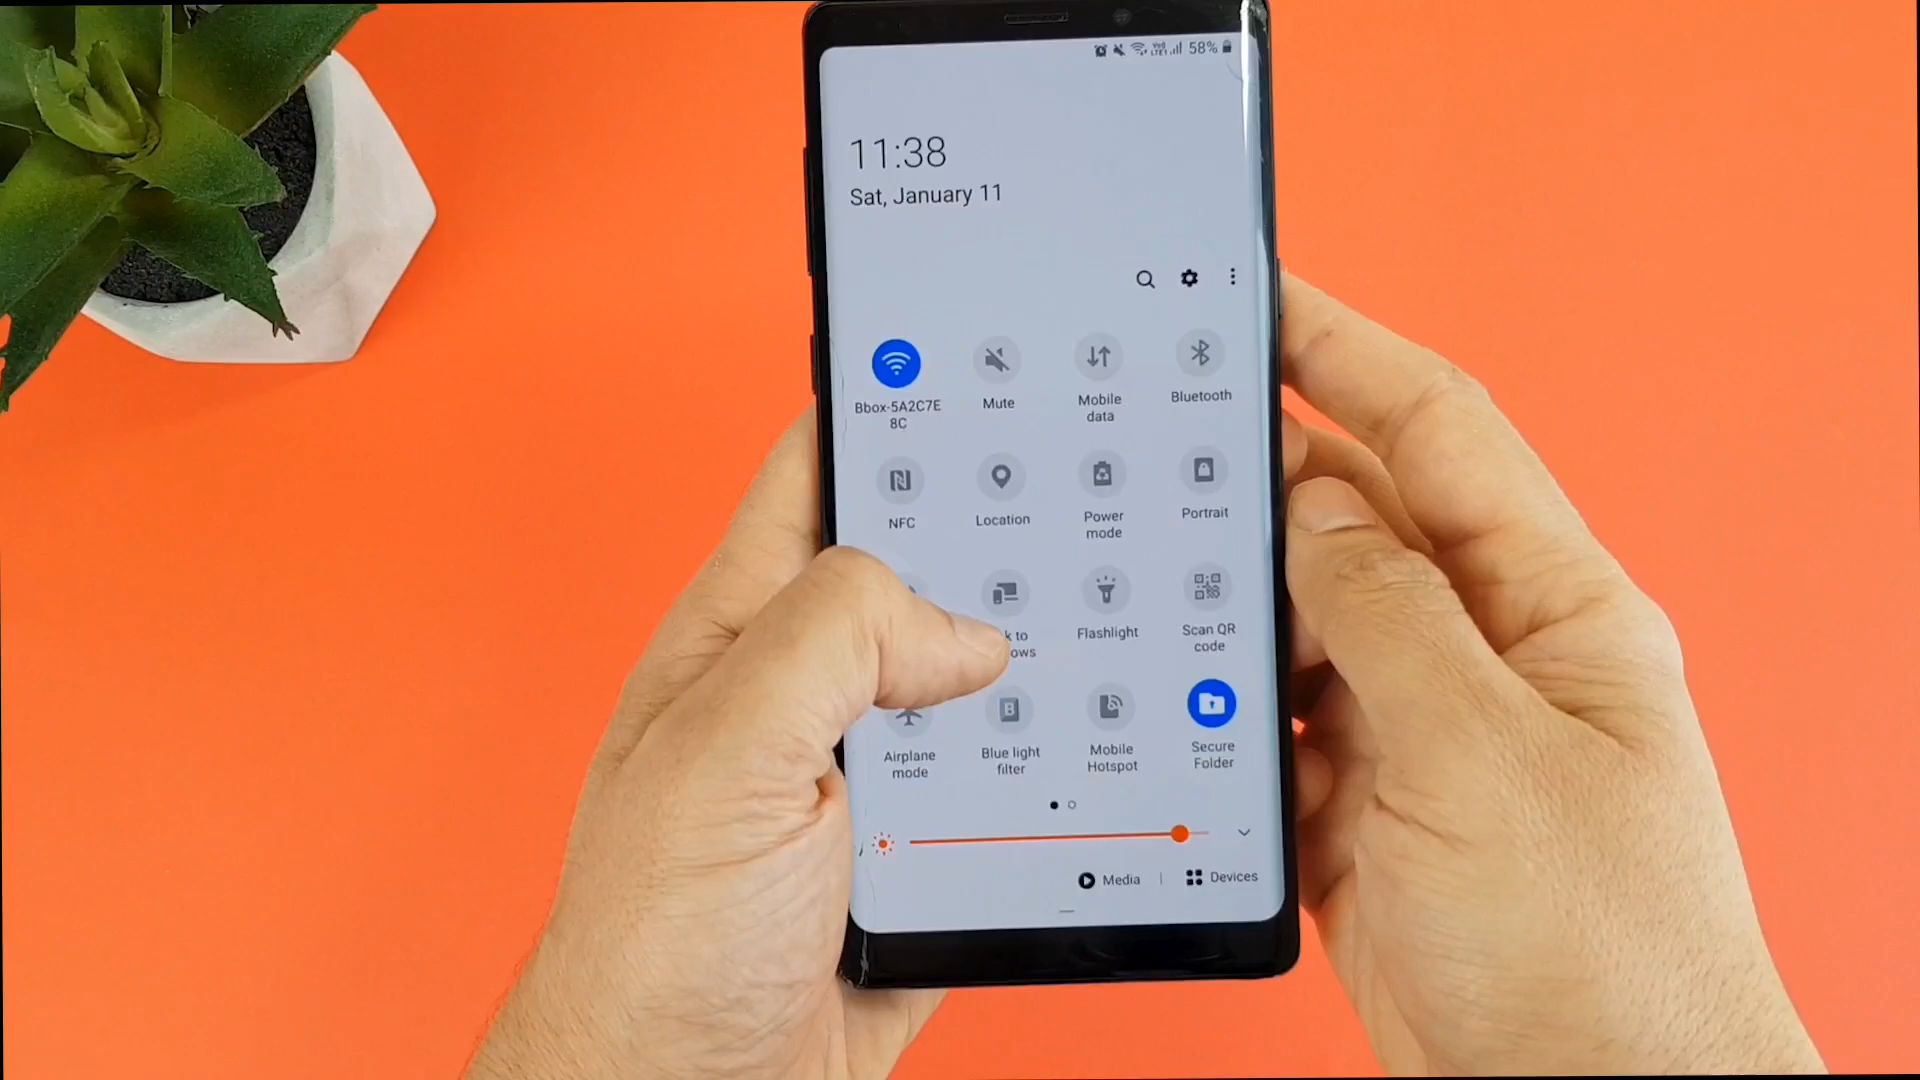 58%
11:38
Sat, January 11
Bbox-5A2C7E
8C
Mute
Mobile
data
Bluetooth
NFC
Location
Power
mode
Portrait
k to
ows
Flashlight
Scan QR
code
Airplane
mode
Blue light
filter
Mobile
Hotspot
Secure
Folder
Media
Devices